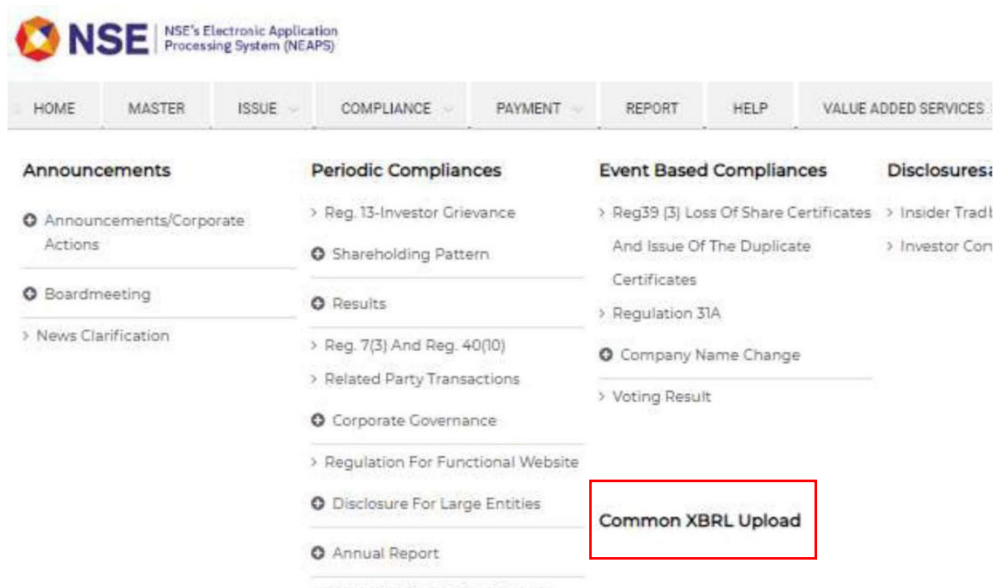 NSE
NSE's Electronic Application
Processing System (NEAPS)
HOME MASTER ISSUE COMPLIANCE PAYMENT REPORT HELP VALUE ADDED SERVICES
Announcements
Announcements/Corporate
Actions
Boardmeeting
News Clarification
Periodic Compliances
Reg. 13-Investor Grievance
Shareholding Pattern
Results
Reg. 7(3) And Reg. 40(10)
Related Party Transactions
Corporate Governance
Regulation For Functional Website
Disclosure For Large Entities
Annual Report
Event Based Compliances
Reg39 (3) Loss Of Share Certificates
And Issue Of The Duplicate
Certificates
Regulation 31A
Company Name Change
Voting Result
Common XBRL Upload
Disclosures
Insider
Investor